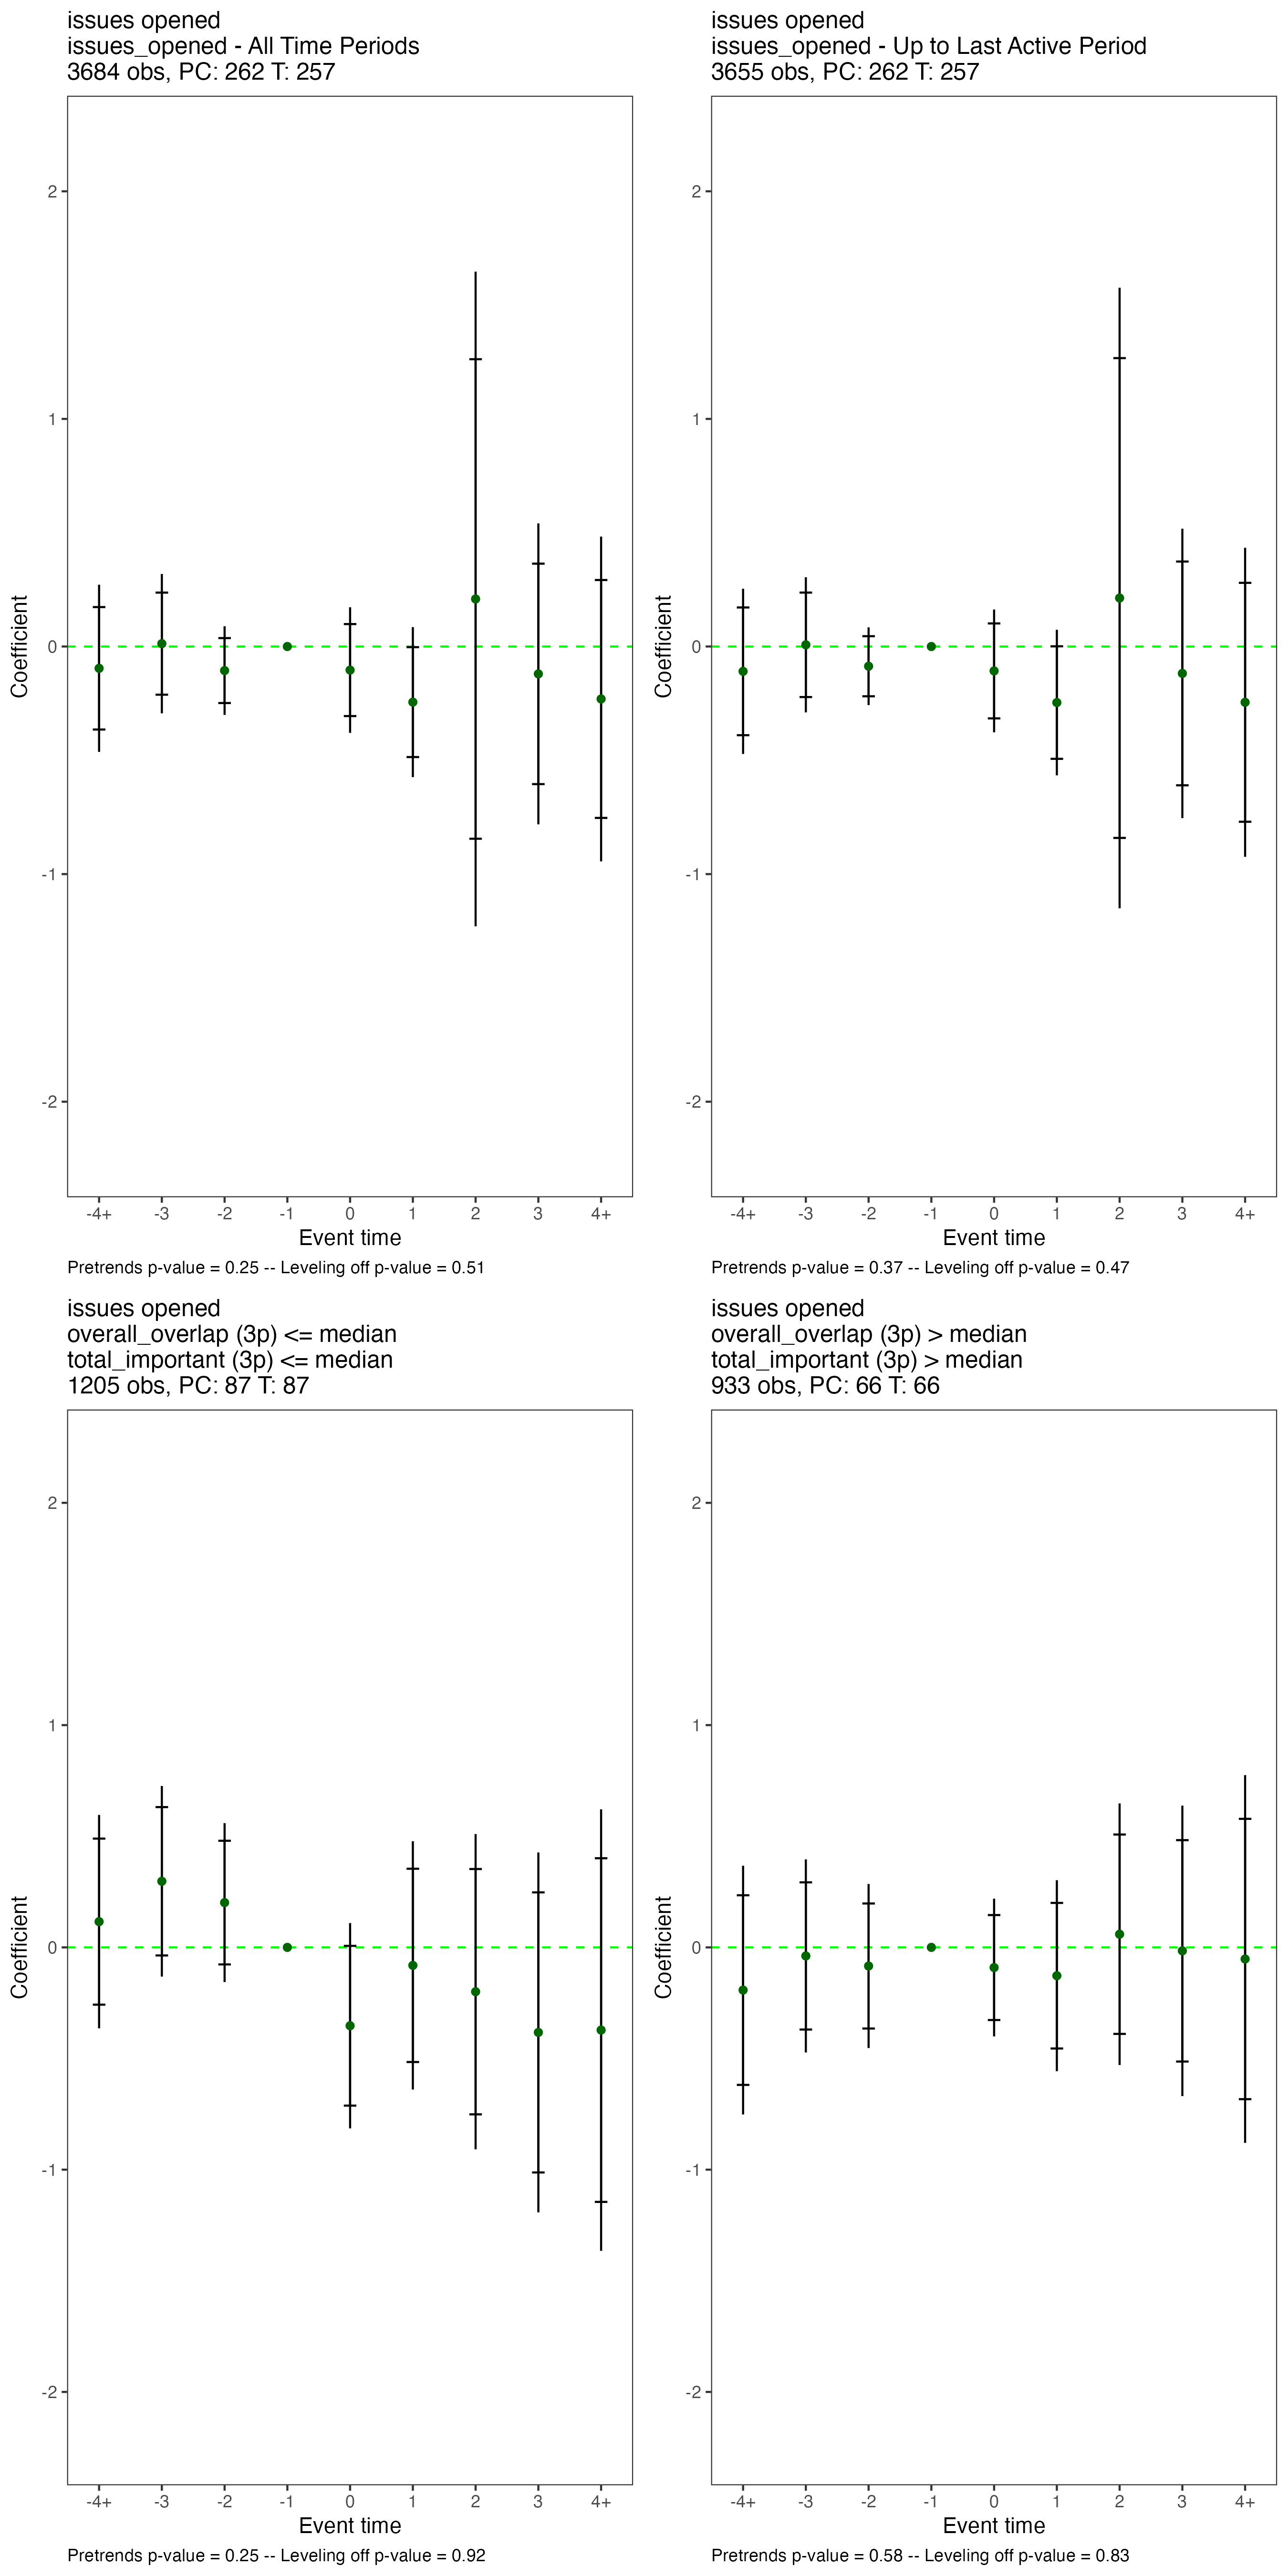 issues opened
issues_opened - All Time Periods
3684 obs, PC: 262 T: 257
2
1
0
-1
-2
Coefficient
-4+ -3 -2 -1 0 1 2 3 4+
Event time
Pretrends p-value = 0.25 -- Leveling off p-value = 0.51
issues opened
issues_opened - Up to Last Active Period
3655 obs, PC: 262 T: 257
2
1
0
-1
-2
Coefficient
-4+ -3 -2 -1 0 1 2 3 4+
Event time
Pretrends p-value = 0.37 -- Leveling off p-value = 0.47
issues opened
overall_overlap (3p) <= median
total_important (3p) <= median
1205 obs, PC: 87 T: 87
2
1
0
-1
-2
Coefficient
-4+ -3 -2 -1 0 1 2 3 4+
Event time
Pretrends p-value = 0.25 -- Leveling off p-value = 0.92
issues opened
overall_overlap (3p) > median
total_important (3p) > median
933 obs, PC: 66 T: 66
2
1
0
-1
-2
Coefficient
-4+ -3 -2 -1 0 1 2 3 4+
Event time
Pretrends p-value = 0.58 -- Leveling off p-value = 0.83